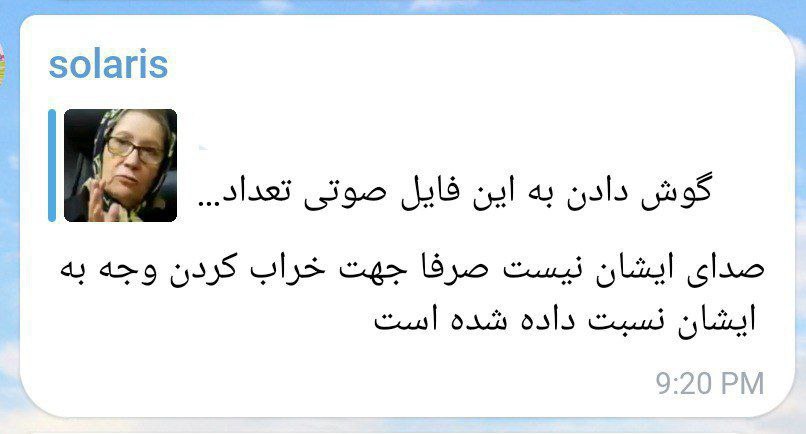 solaris
گوش دادن به این فایل صوتی تعداد...
صدای ایشان نیست صرفا جهت خراب کردن وجه به
ایشان نسبت داده شده است
9:20 PM